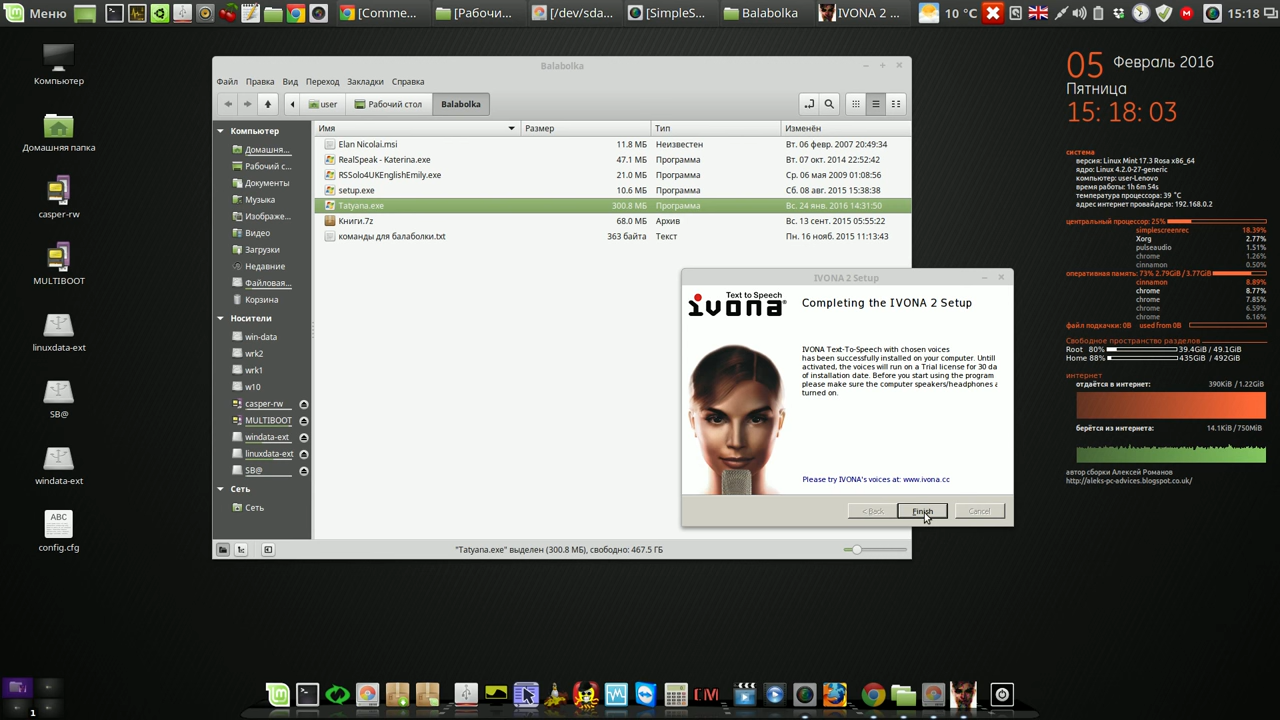 Меню
[Comme...
[Рабочи...
[/dev/sda...
[SimpleS...
Balabolka
IVONA 2 ...
10 °C
15:18
Компьютер
Домашняя папка
casper-rw
MULTIBOOT
linuxdata-ext
SB@
windata-ext
ABC
config.cfg
Balabolka
Файл Правка Вид Переход Закладки Справка
user Рабочий стол Balabolka
Компьютер
Домашня...
Рабочий с...
Документы
Музыка
Изображе...
Видео
Загрузки
Недавние
Файловая...
Корзина
Носители
win-data
wrk2
wrk1
w10
casper-rw
MULTIBOOT
windata-ext
linuxdata-ext
SB@
Сеть
Сеть
Имя Размер Тип Изменён
Elan Nicolai.msi 11.8 МБ Неизвестен Вт. 06 февр. 2007 20:49:34
RealSpeak - Katerina.exe 47.1 МБ Программа Вт. 07 окт. 2014 22:52:42
RSSolo4UKEnglishEmily.exe 21.0 МБ Программа Ср. 06 мая 2009 01:08:56
setup.exe 10.6 МБ Программа Сб. 08 авг. 2015 15:38:38
Tatyana.exe 300.8 МБ Программа Вс. 24 янв. 2016 14:31:50
Книги.7z 68.0 МБ Архив Вс. 13 сент. 2015 05:55:22
команды для балаболки.txt 363 байта Текст Пн. 16 нояб. 2015 11:13:43
"Tatyana.exe" выделен (300.8 МБ), свободно: 467.5 ГБ
IVONA 2 Setup
Text to Speech
ivona®
Completing the IVONA 2 Setup
IVONA Text-To-Speech with chosen voices
has been successfully installed on your computer. Untill
activated, the voices will run on a Trial license for 30 da
of installation date. Before you start using the program
please make sure the computer speakers/headphones a
turned on.
Please try IVONA's voices at: www.ivona.cc
< Back Finish Cancel
05 Февраль 2016
Пятница
15: 18: 03
система
версия: Linux Mint 17.3 Rosa x86_64
ядро: Linux 4.2.0-27-generic
компьютер: user-Lenovo
время работы: 1h 6m 54s
температура процессора: 39 °C
адрес интернет провайдера: 192.168.0.2
центральный процессор: 25%
simplescreenrec 18.39%
Xorg 2.77%
pulseaudio 1.51%
chrome 1.26%
cinnamon 0.50%
оперативная память: 73% 2.79GiB / 3.77GiB
cinnamon 8.89%
chrome 8.77%
chrome 7.85%
chrome 6.59%
chrome 6.16%
файл подкачки: 0B used from 0B
Свободное пространство разделов
Root 80% 39.4GiB / 49.1GiB
Home 88% 435GiB / 492GiB
интернет
отдаётся в интернет: 390KiB / 1.22GiB
берётся из интернета: 14.1KiB / 750MiB
автор сборки Алексей Романов
http://aleks-pc-advices.blogspot.co.uk/
1